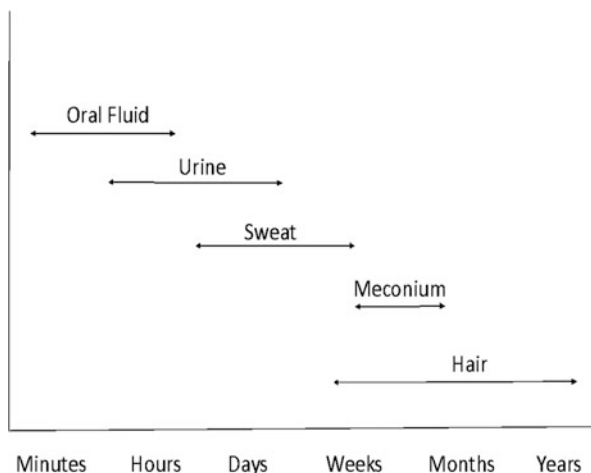 Oral Fluid
Urine
Sweat
Meconium
Hair
Minutes Hours Days Weeks Months Years